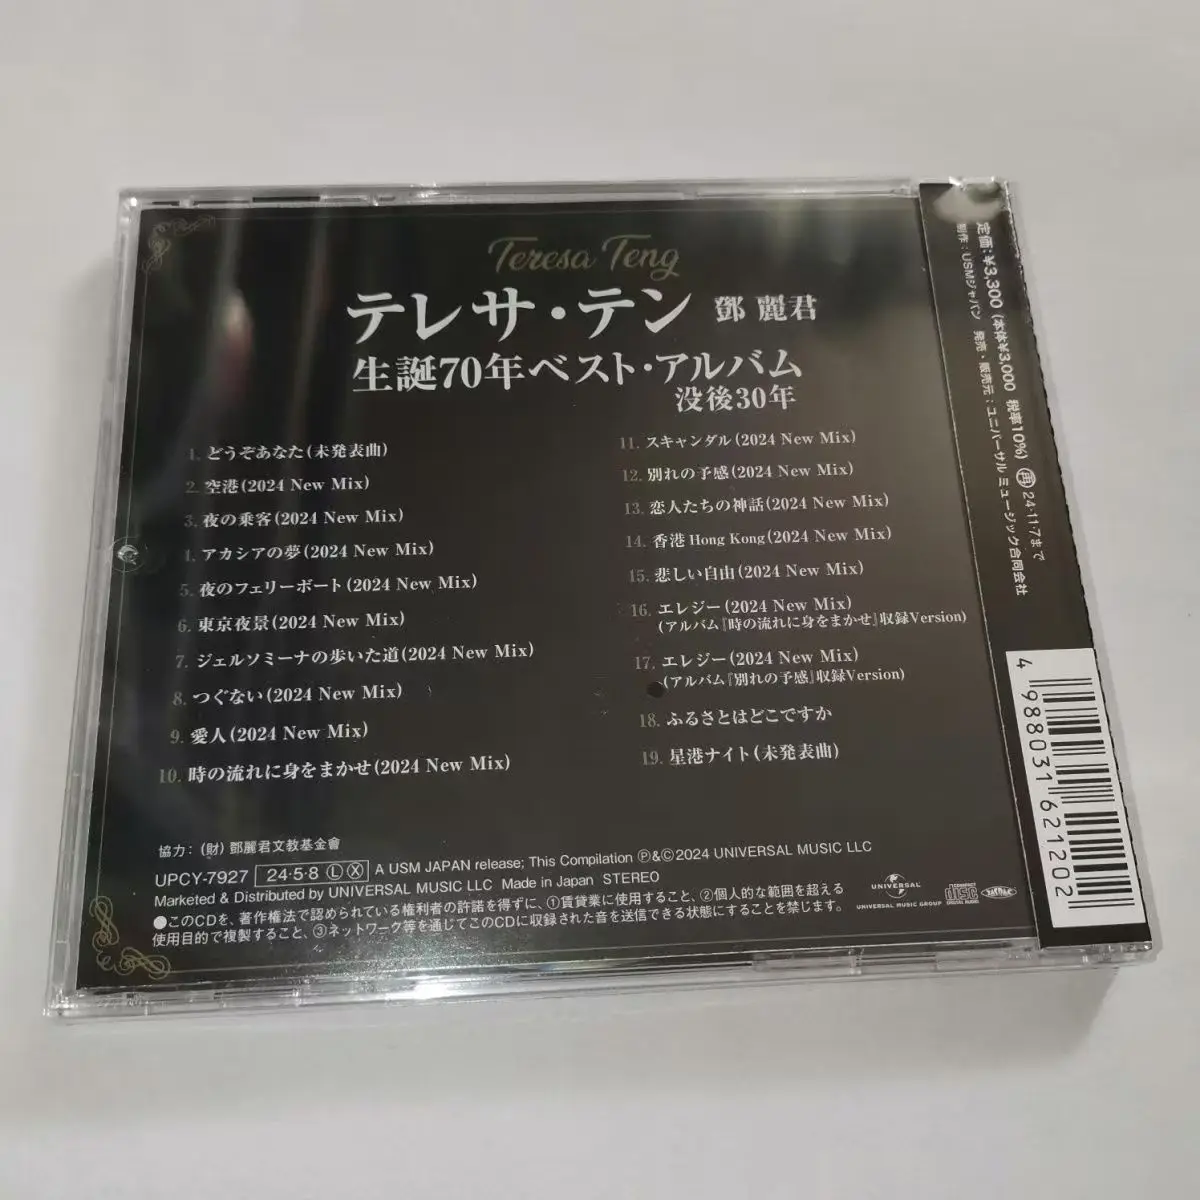 Teresa Teng
テレサ・テン 鄧 麗君
生誕70年ベスト・アルバム
没後30年
1. どうぞあなた(未発表曲)
2. 空港(2024 New Mix)
3. 夜の乗客(2024 New Mix)
4. アカシアの夢(2024 New Mix)
5. 夜のフェリーボート(2024 New Mix)
6. 東京夜景(2024 New Mix)
7. ジェルソミーナの歩いた道(2024 New Mix)
8. つぐない(2024 New Mix)
9. 愛人(2024 New Mix)
10. 時の流れに身をまかせ(2024 New Mix)
11. スキャンダル(2024 New Mix)
12. 別れの予感(2024 New Mix)
13. 恋人たちの神話(2024 New Mix)
14. 香港 Hong Kong(2024 New Mix)
15. 悲しい自由(2024 New Mix)
16. エレジー(2024 New Mix)
(アルバム『時の流れに身をまかせ』収録Version)
17. エレジー(2024 New Mix)
(アルバム『別れの予感』収録Version)
18. ふるさとはどこですか
19. 星港ナイト(未発表曲)
協力: (財) 鄧麗君文教基金會
UPCY-7927 24・5・8 Ⓛ Ⓧ A USM JAPAN release; This Compilation Ⓟ&Ⓒ2024 UNIVERSAL MUSIC LLC
Marketed & Distributed by UNIVERSAL MUSIC LLC Made in Japan STEREO
●このCDを、著作権法で認められている権利者の許諾を得ずに、①賃貸業に使用すること、②個人的な範囲を超える
使用目的で複製すること、③ネットワーク等を通じてこのCDに収録された音を送信できる状態にすることを禁じます。
UNIVERSAL
UNIVERSAL MUSIC GROUP
COMPACT
disc
DIGITAL AUDIO
定価:¥3,300 (本体¥3,000 税率10%) 再 24・11・7まで
制作:USMジャパン 発売・販売元:ユニバーサル ミュージック合同会社
4 988031 621202